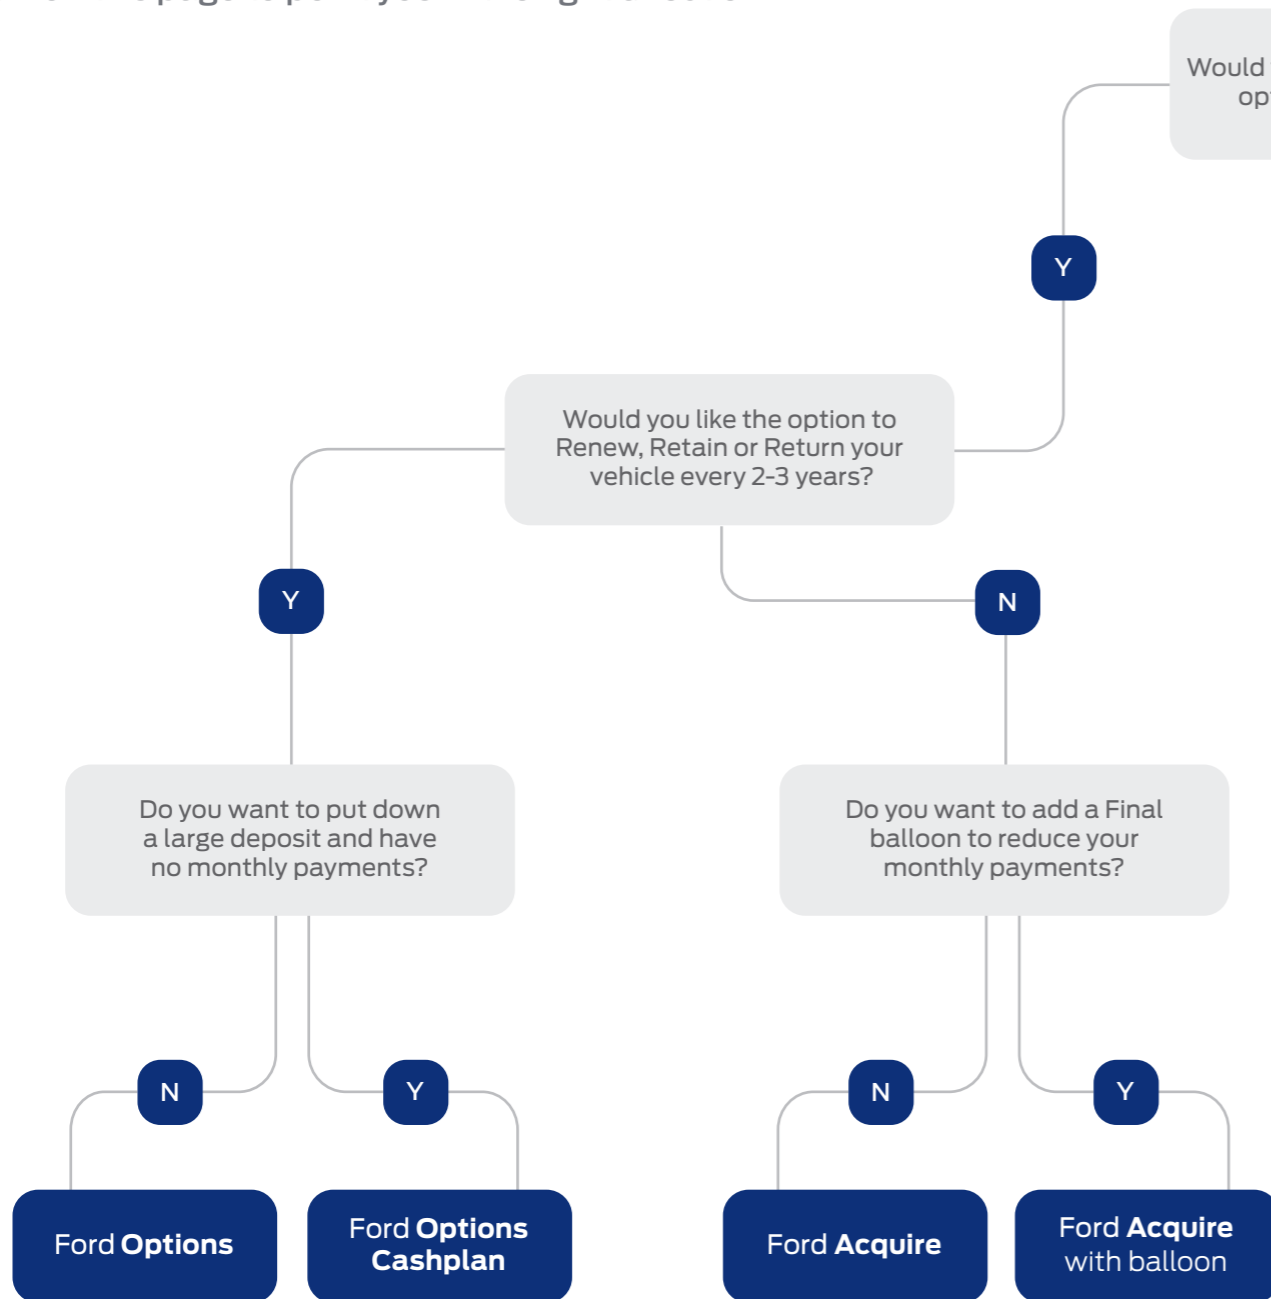 page you
Would
Y
Would you like the option to
Renew, Retain or Return your
vehicle every 2-3 years?
Y
N
Do you want to put down
a large deposit and have
no monthly payments?
Do you want to add a Final
balloon to reduce your
monthly payments?
N
Y
N
Y
Ford Options
Ford Options
Cashplan
Ford Acquire
Ford Acquire
with balloon